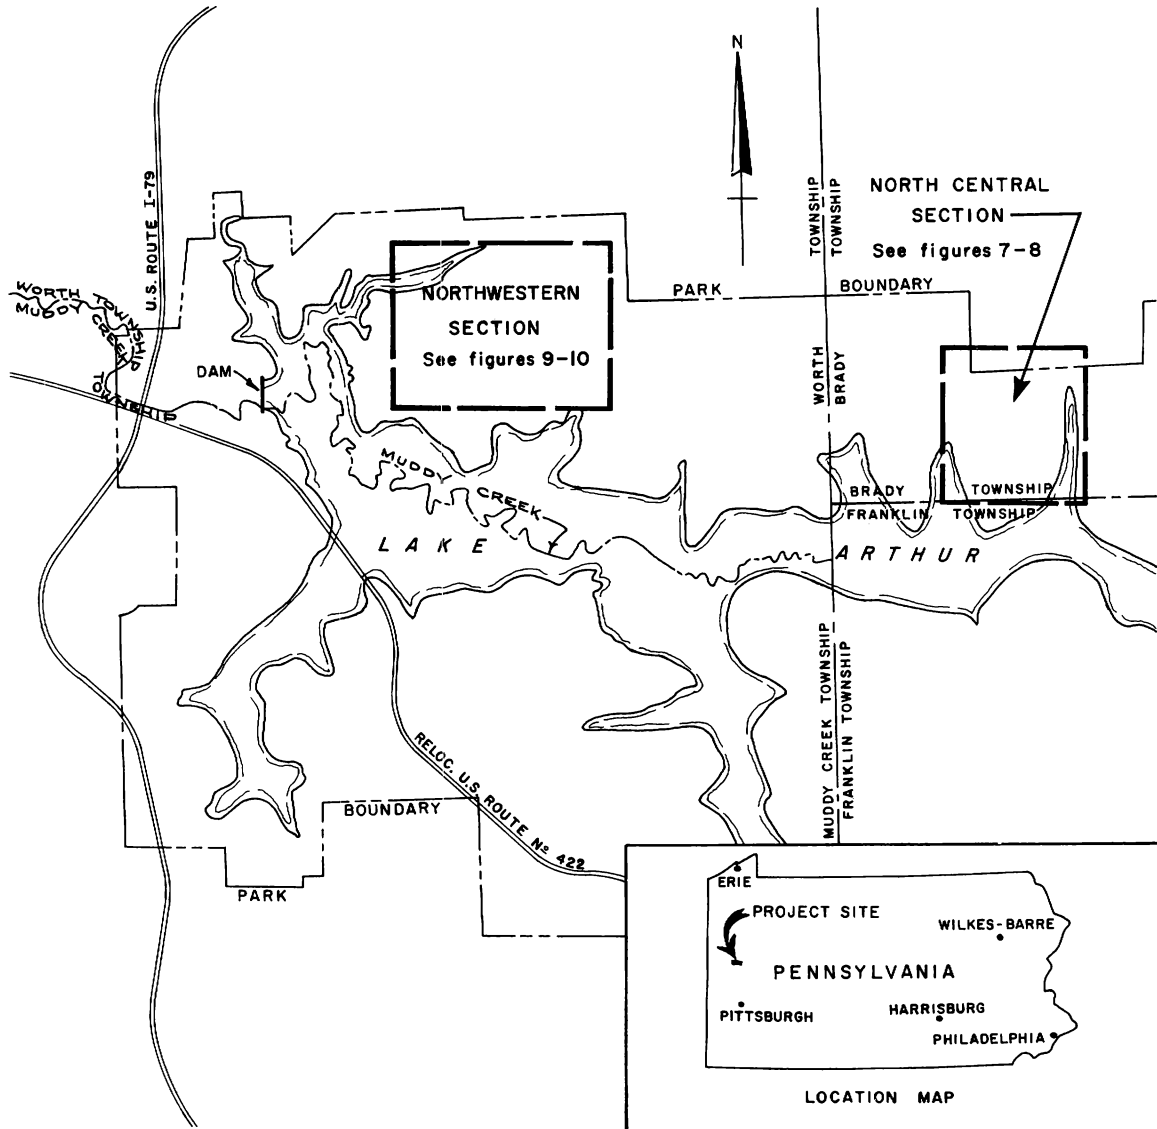 N
U.S. ROUTE I-79
TOWNSHIP
TOWNSHIP
NORTH CENTRAL
SECTION
See figures 7-8
WORTH TOWNSHIP
MUDDY CREEK
TOWNSHIP
NORTHWESTERN
SECTION
See figures 9-10
PARK
BOUNDARY
DAM
WORTH
BRADY
MUDDY
CREEK
BRADY
TOWNSHIP
FRANKLIN
TOWNSHIP
LAKE
ARTHUR
MUDDY CREEK TOWNSHIP
FRANKLIN TOWNSHIP
RELOC. U.S. ROUTE Nº 422
BOUNDARY
PARK
ERIE
PROJECT SITE
WILKES-BARRE
PENNSYLVANIA
PITTSBURGH
HARRISBURG
PHILADELPHIA
LOCATION MAP